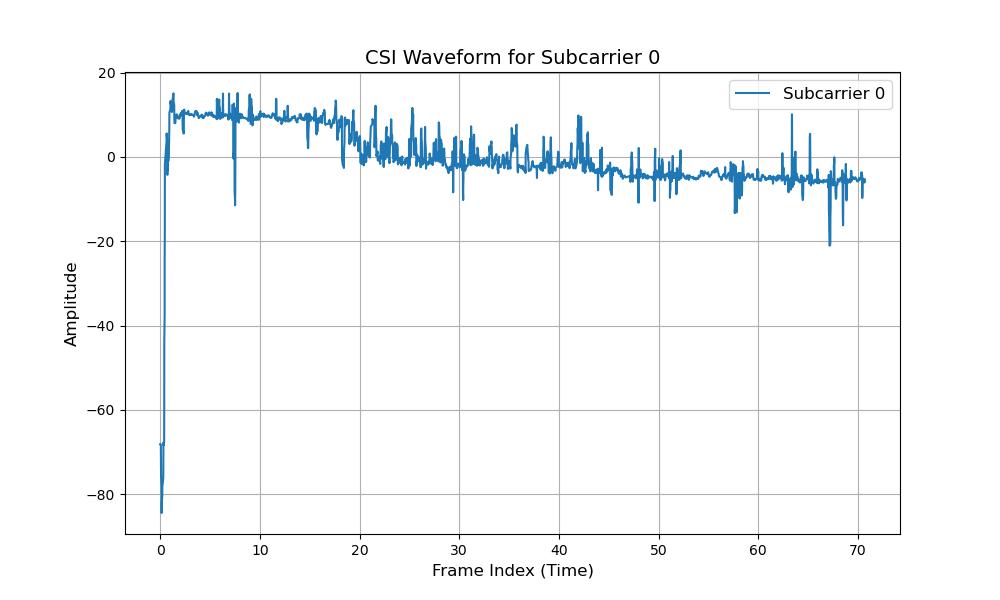 CSI Waveform for Subcarrier 0
Subcarrier 0
20
0
−20
−40
−60
−80
Amplitude
0 10 20 30 40 50 60 70
Frame Index (Time)